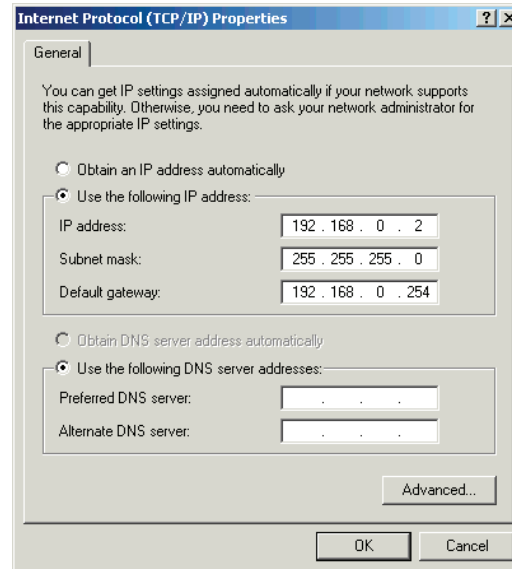 Internet Protocol (TCP/IP) Properties
General
You can get IP settings assigned automatically if your network supports
this capability. Otherwise, you need to ask your network administrator for
the appropriate IP settings.
Obtain an IP address automatically
Use the following IP address:
IP address: 192 . 168 . 0 . 2
Subnet mask: 255 . 255 . 255 . 0
Default gateway: 192 . 168 . 0 . 254
Obtain DNS server address automatically
Use the following DNS server addresses:
Preferred DNS server: . . .
Alternate DNS server: . . .
Advanced...
OK Cancel